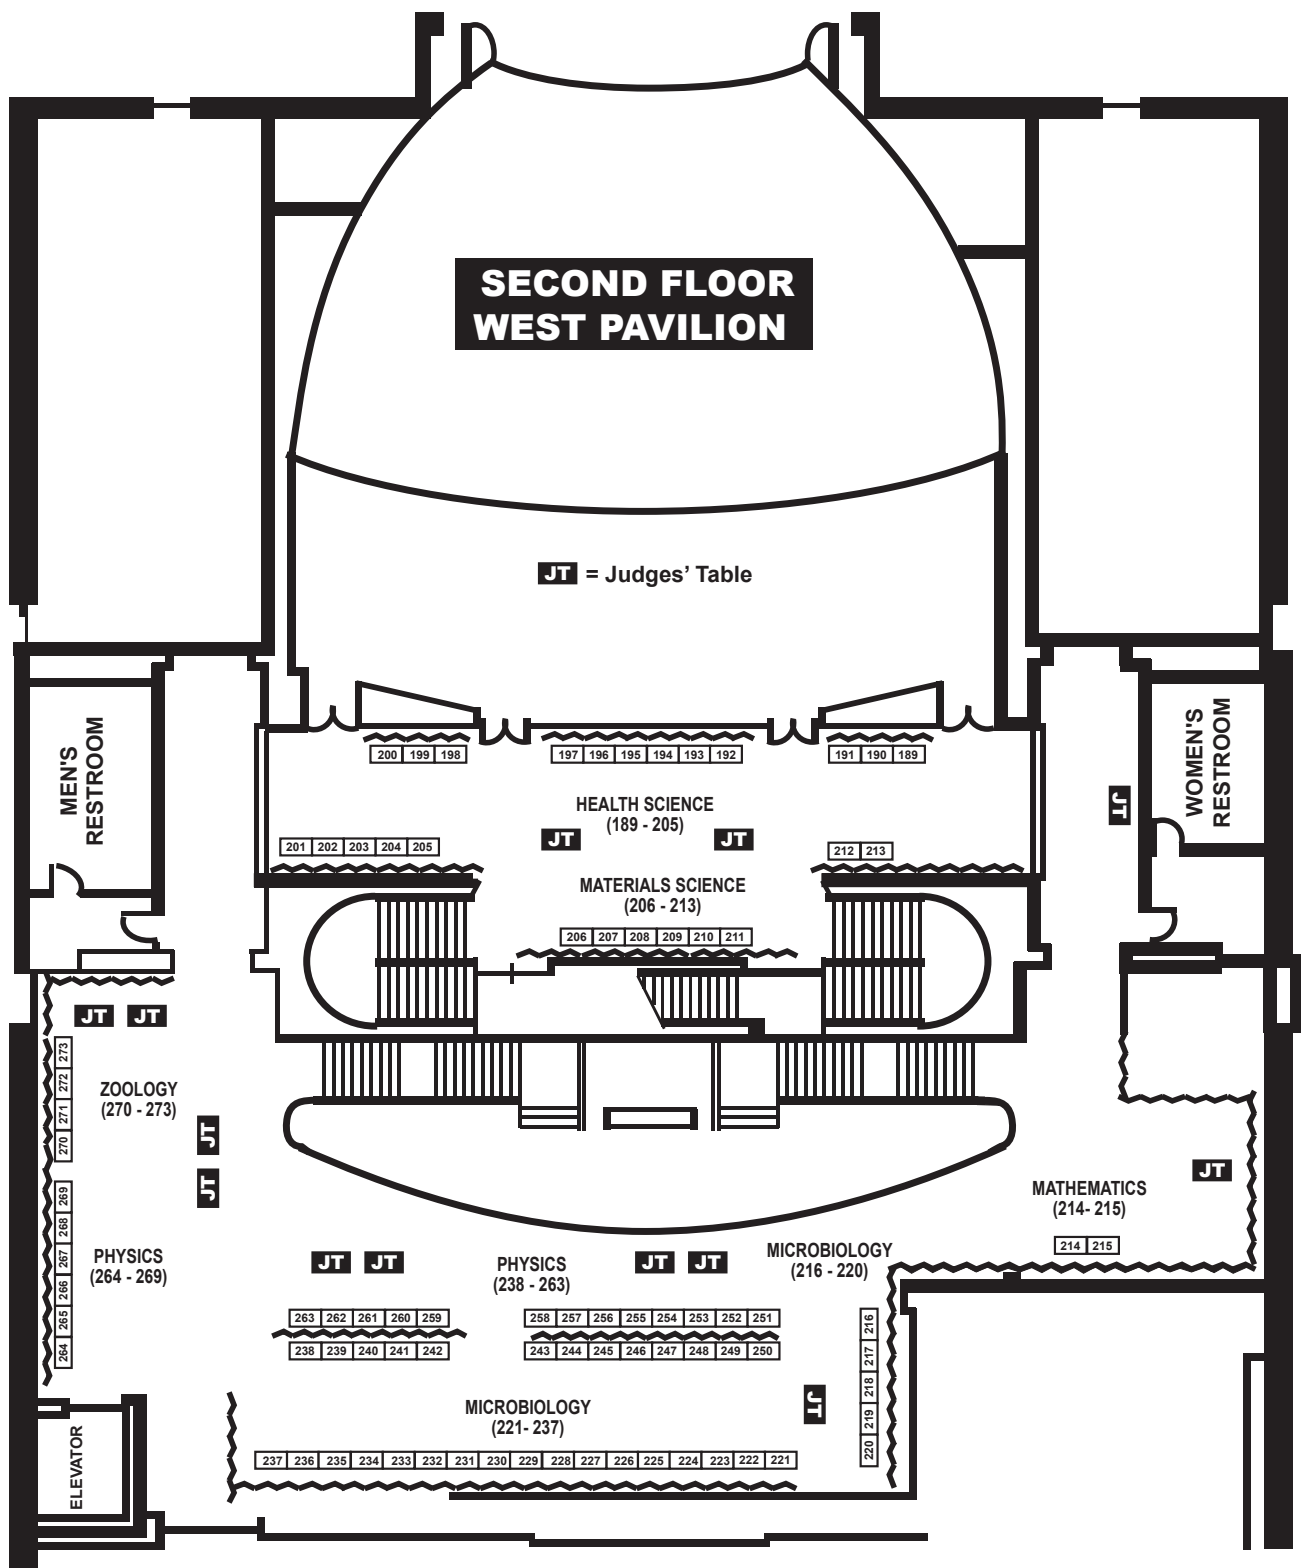 SECOND FLOOR
WEST PAVILION
JT = Judges' Table
MEN'S
RESTROOM
WOMEN'S
RESTROOM
200 199 198
197 196 195 194 193 192
191 190 189
JT
HEALTH SCIENCE
(189 - 205)
JT JT
201 202 203 204 205
212 213
MATERIALS SCIENCE
(206 - 213)
206 207 208 209 210 211
JT JT
273
272
271
270
ZOOLOGY
(270 - 273)
JT
JT
JT
MATHEMATICS
(214- 215)
214 215
269
268
267
266
265
264
PHYSICS
(264 - 269)
JT JT
PHYSICS
(238 - 263)
JT JT
MICROBIOLOGY
(216 - 220)
263 262 261 260 259
258 257 256 255 254 253 252 251
238 239 240 241 242
243 244 245 246 247 248 249 250
216
217
218
219
220
JT
MICROBIOLOGY
(221- 237)
237 236 235 234 233 232 231 230 229 228 227 226 225 224 223 222 221
ELEVATOR